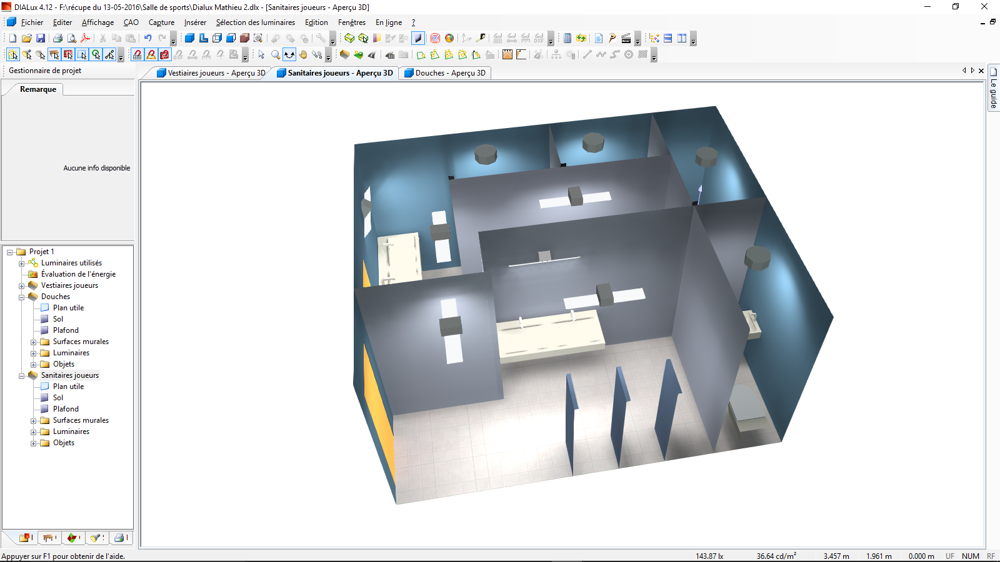 DIALux 4.12 - F:\récupe du 13-05-2016\Salle de sports\Dialux Mathieu 2.dlx - [Sanitaires joueurs - Aperçu 3D]
Fichier Editer Affichage CAO Capture Insérer Sélection des luminaires Edition Fenêtres En ligne ?
DXF
DXF
Gestionnaire de projet
Vestiaires joueurs - Aperçu 3D
Sanitaires joueurs - Aperçu 3D
Douches - Aperçu 3D
Le guide
Remarque
Aucune info disponible
Projet 1
Luminaires utilisés
Évaluation de l'énergie
Vestiaires joueurs
Douches
Plan utile
Sol
Plafond
Surfaces murales
Luminaires
Objets
Sanitaires joueurs
Plan utile
Sol
Plafond
Surfaces murales
Luminaires
Objets
Appuyer sur F1 pour obtenir de l'aide.
143.87 lx 36.64 cd/m² 3.457 m 1.961 m 0.000 m UF NUM RF